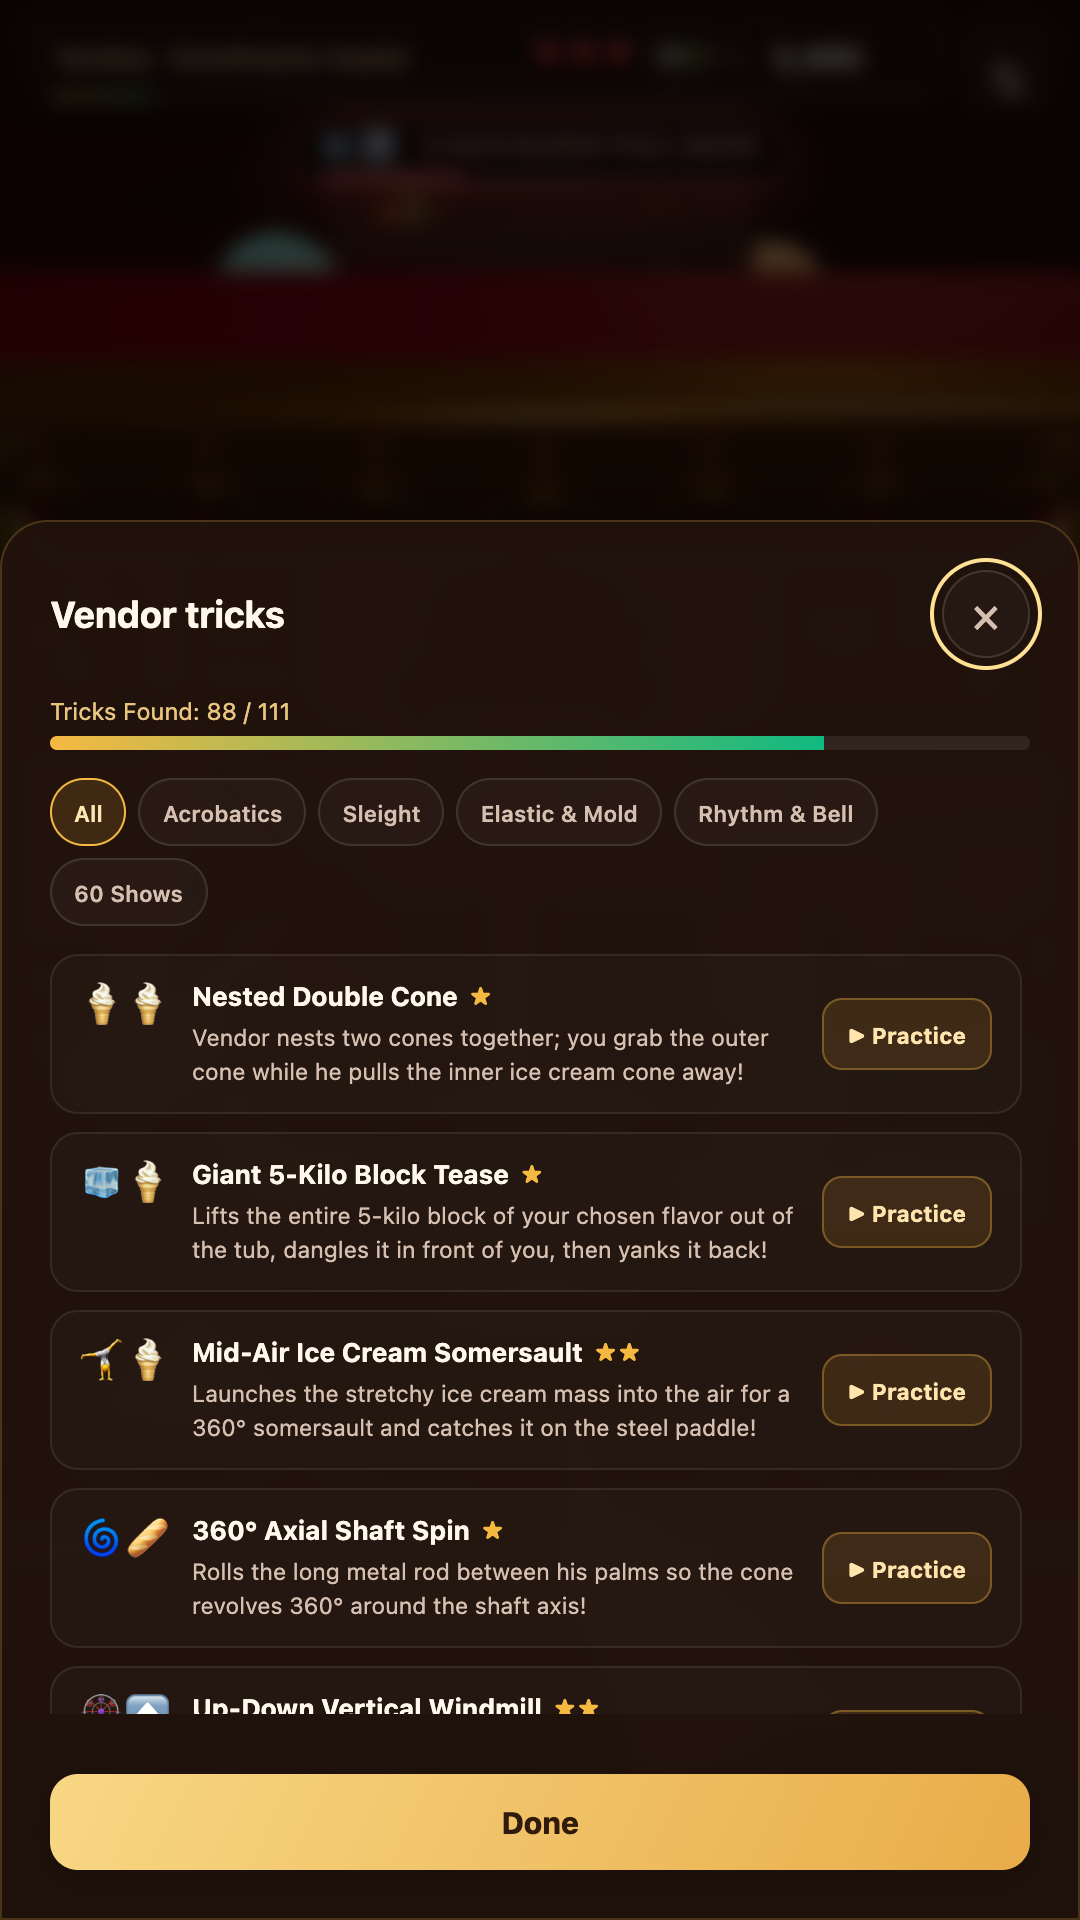 Vendor tricks
Tricks Found: 88 / 111
All
Acrobatics
Sleight
Elastic & Mold
Rhythm & Bell
60 Shows
Nested Double Cone
Vendor nests two cones together; you grab the outer
cone while he pulls the inner ice cream cone away!
Practice
Giant 5-Kilo Block Tease
Lifts the entire 5-kilo block of your chosen flavor out of
the tub, dangles it in front of you, then yanks it back!
Practice
Mid-Air Ice Cream Somersault
Launches the stretchy ice cream mass into the air for a
360° somersault and catches it on the steel paddle!
Practice
360° Axial Shaft Spin
Rolls the long metal rod between his palms so the cone
revolves 360° around the shaft axis!
Practice
Up-Down Vertical Windmill
Done